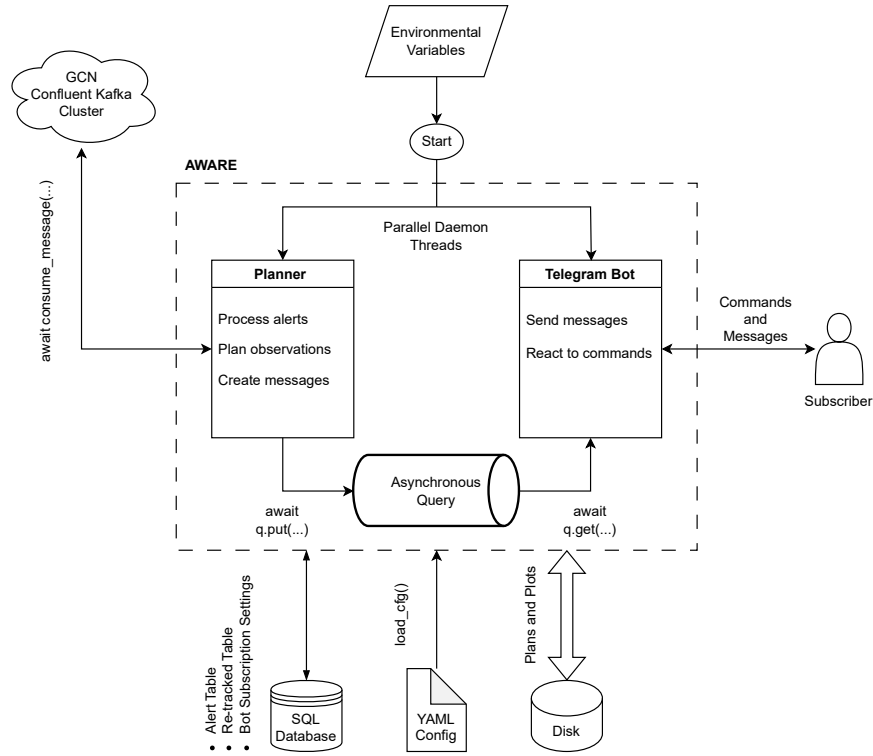 Environmental
Variables
GCN
Confluent Kafka
Cluster
Start
AWARE
await consume_message(...)
Parallel Daemon
Threads
Planner
Process alerts
Plan observations
Create messages
Telegram Bot
Send messages
React to commands
Commands
and
Messages
Subscriber
Asynchronous
Query
await
q.put(...)
await
q.get(...)
• Alert Table
• Re-tracked Table
• Bot Subscription Settings
load_cfg()
Plans and Plots
SQL
Database
YAML
Config
Disk